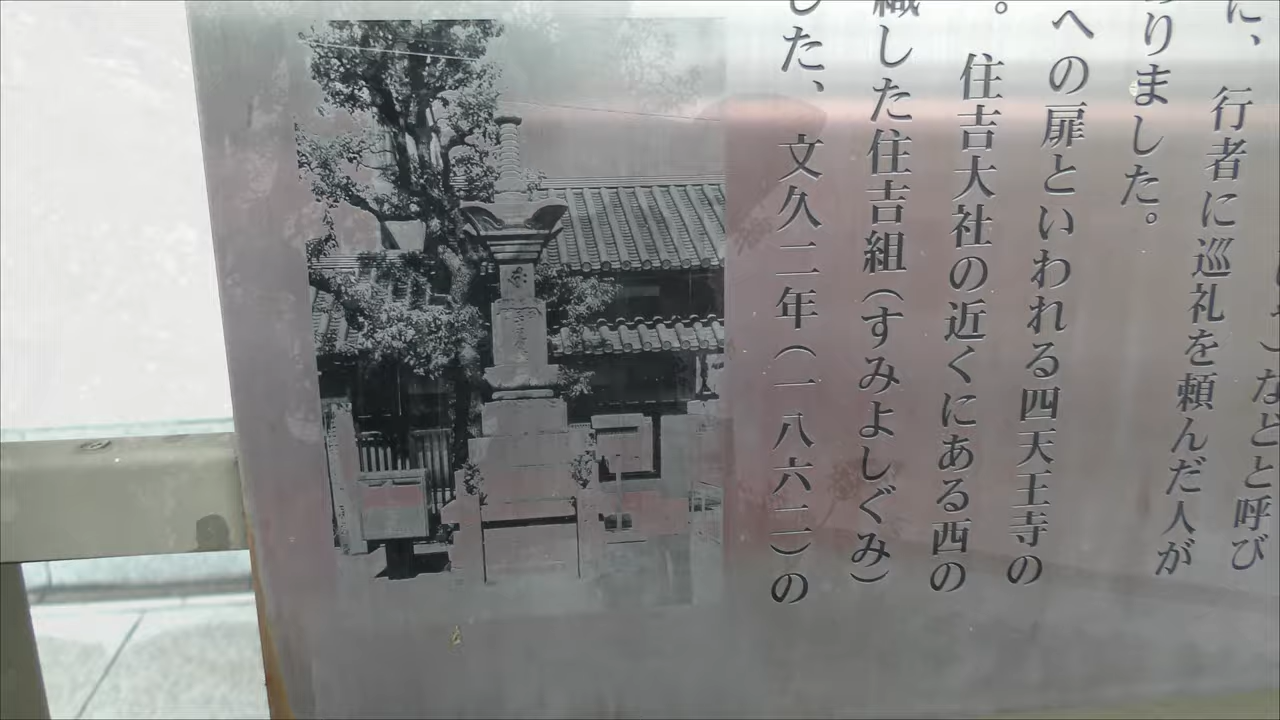 などと呼び
に、行者に巡礼を頼んだ人が
りました。
への扉といわれる四天王寺の
。住吉大社の近くにある西の
織した住吉組(すみよしぐみ)
した、文久二年(一八六二)の